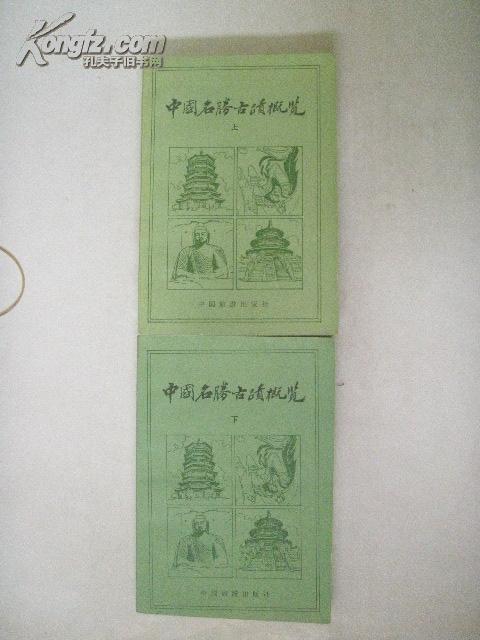 Kongfz.com
孔夫子旧书网
中國名勝古蹟概览
上
中国旅游出版社
中國名勝古蹟概览
下
中国旅游出版社